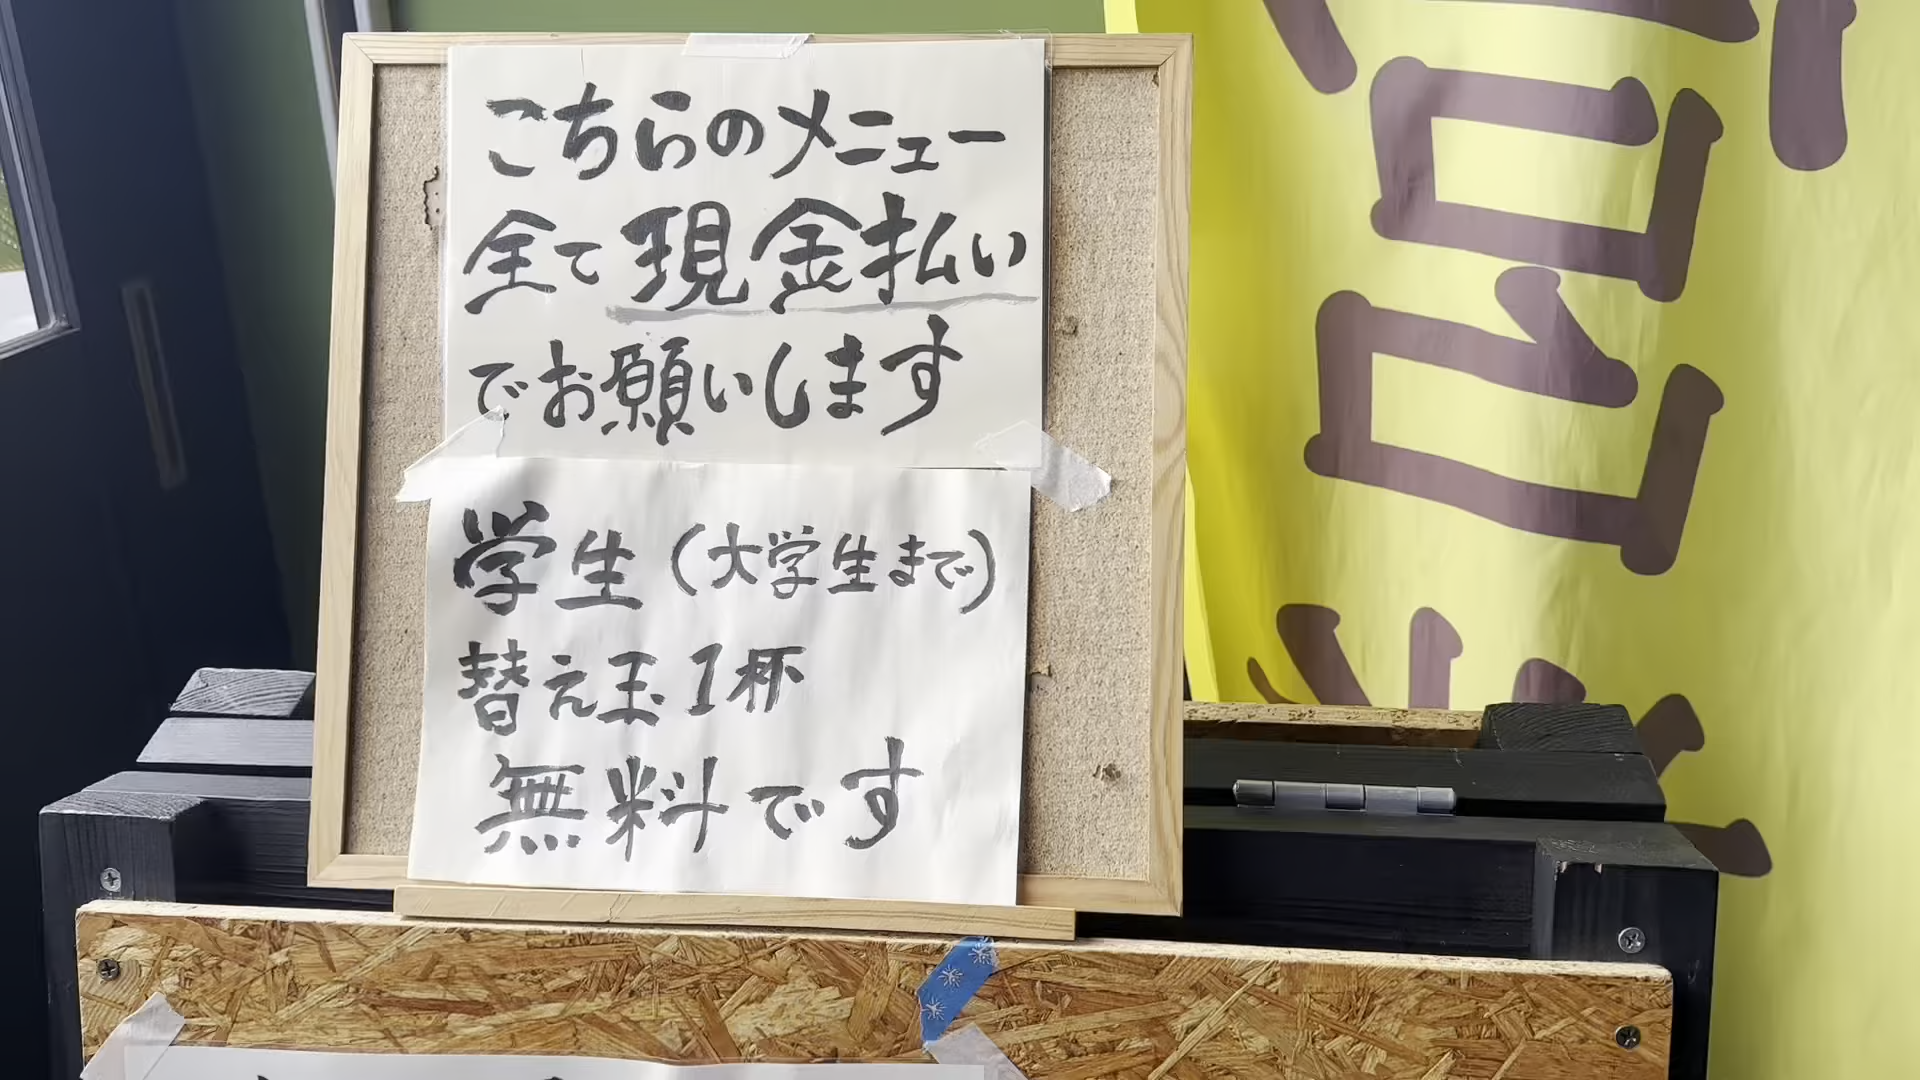 こちらのメニュー
全て現金払い
でお願いします
学生（大学生まで）
替え玉1杯
無料です